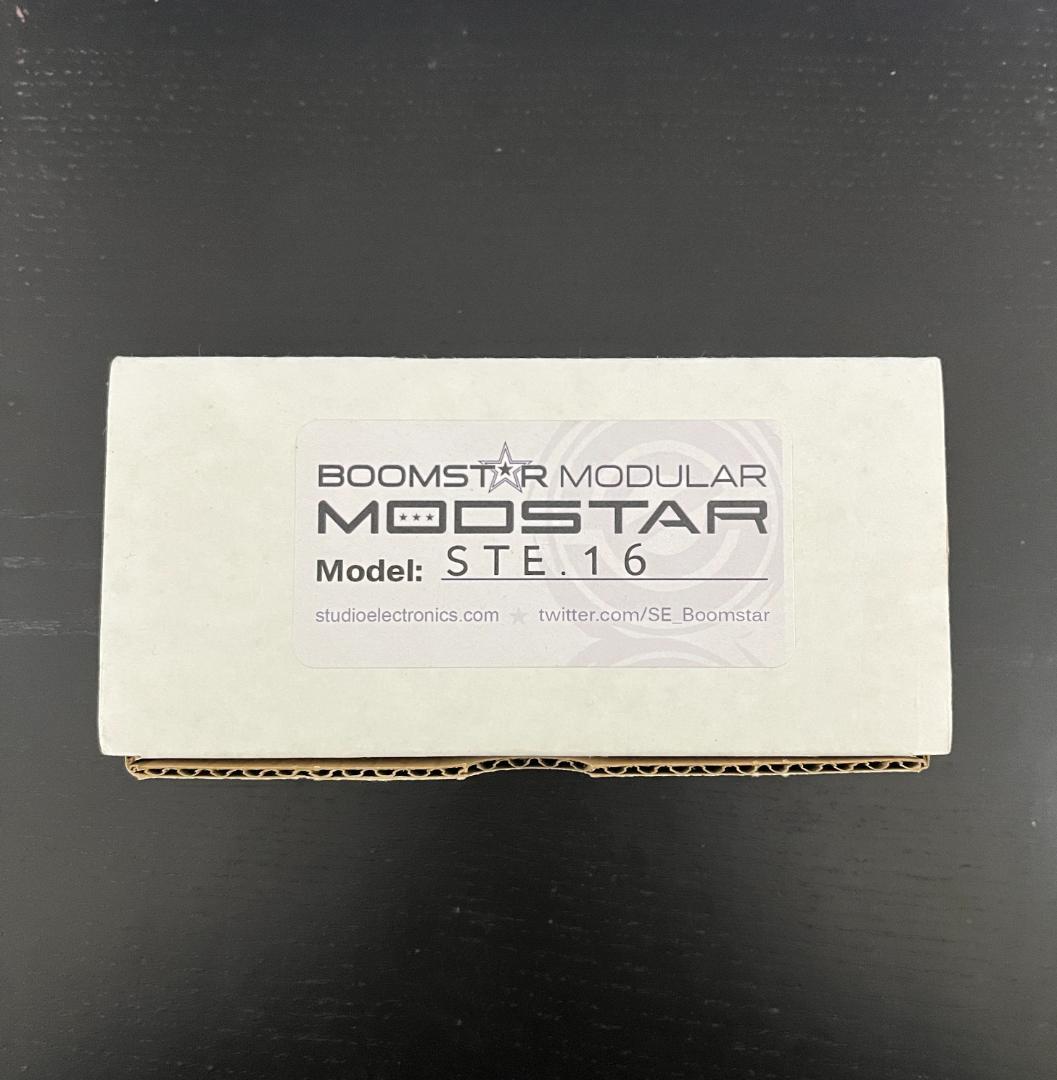 BOOMSTAR MODULAR
MODSTAR
Model: STE.16
studioelectronics.com ★ twitter.com/SE_Boomstar